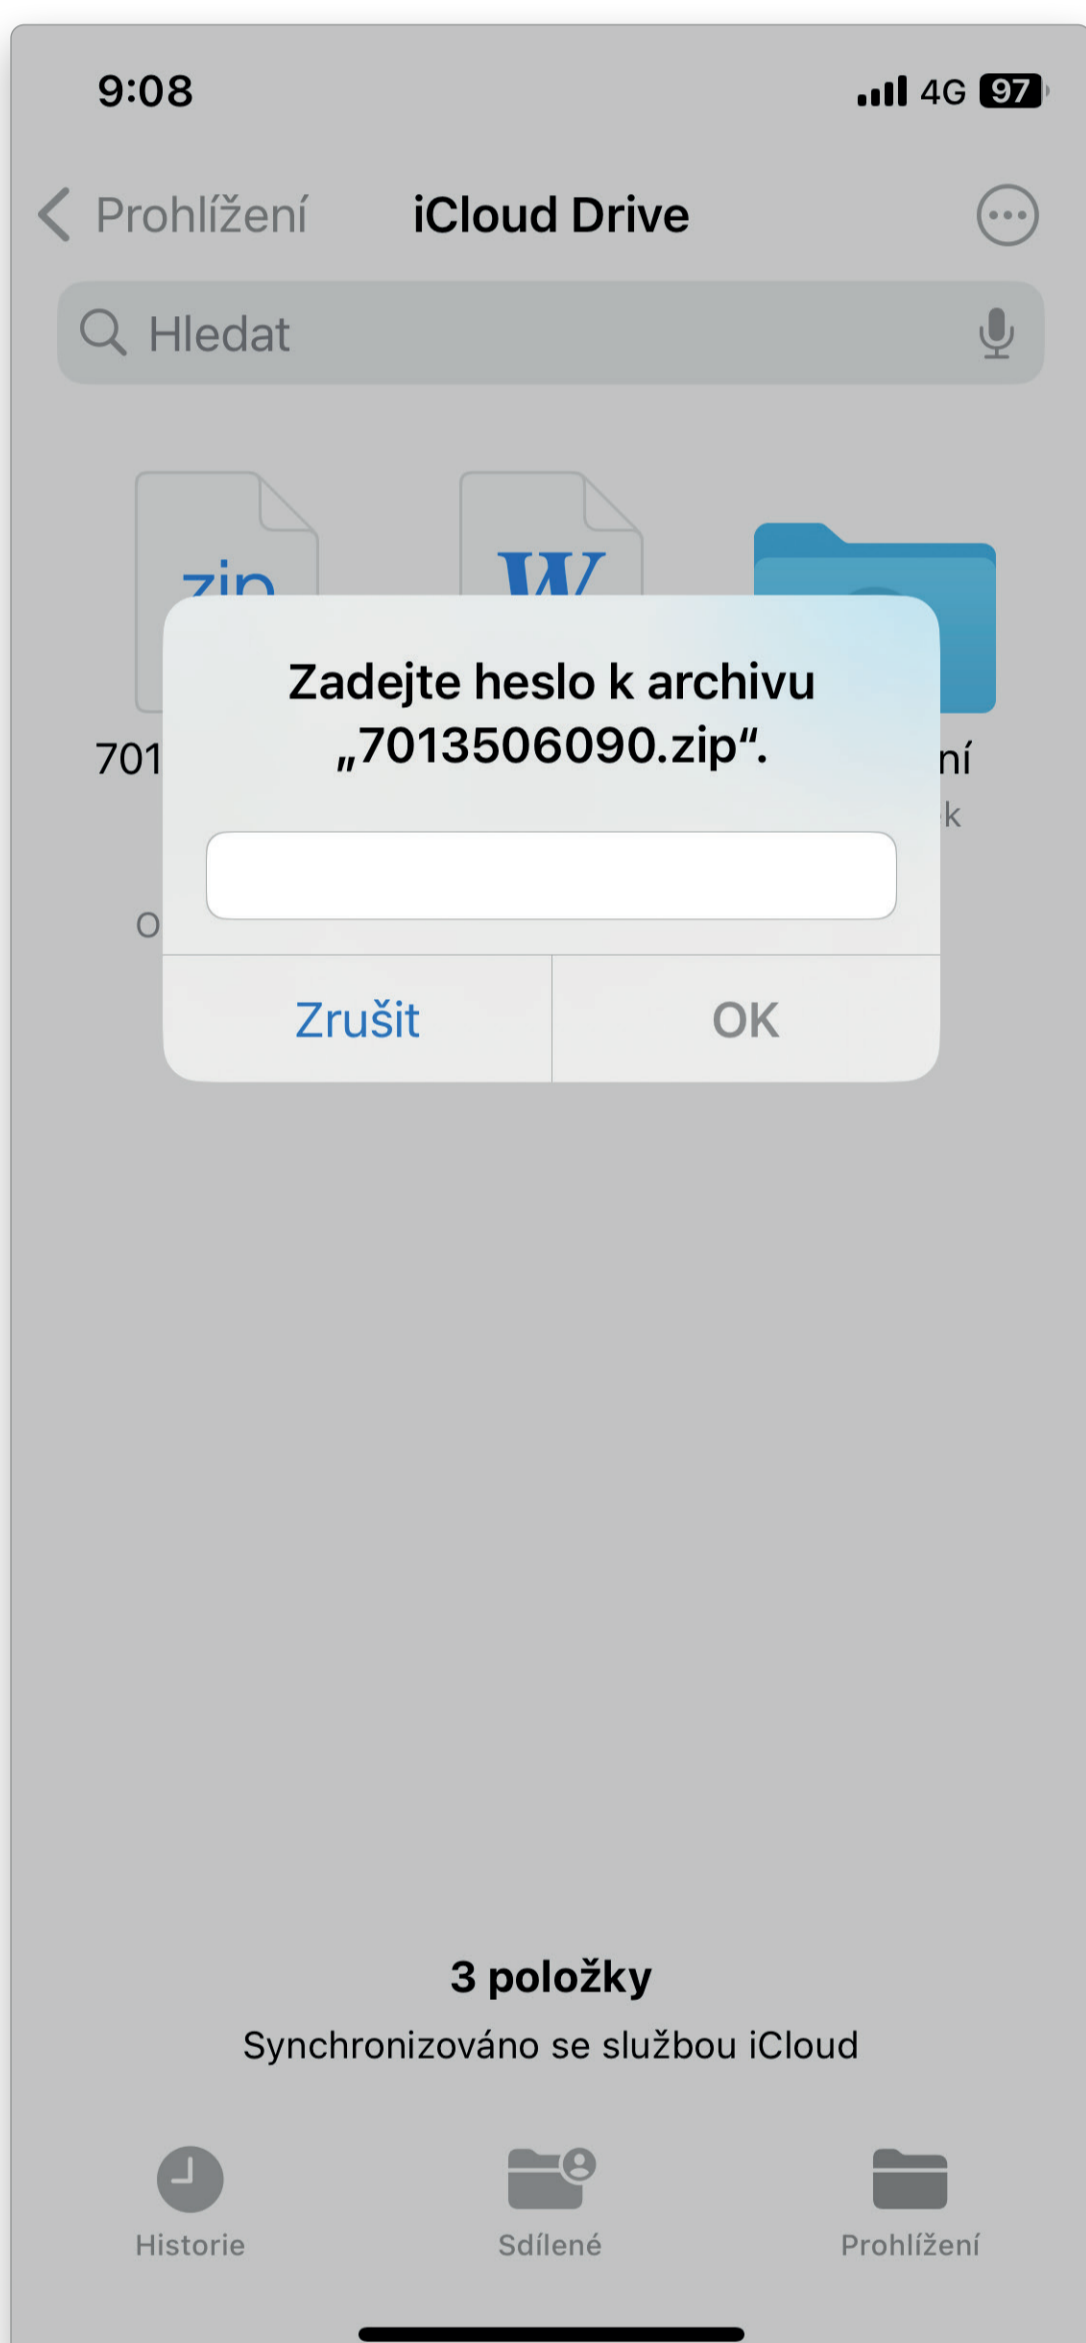 9:08
4G 97
Prohlížení iCloud Drive
Hledat
zip W
Zadejte heslo k archivu
„7013506090.zip“.
701 ní
k
O
Zrušit OK
3 položky
Synchronizováno se službou iCloud
Historie Sdílené Prohlížení